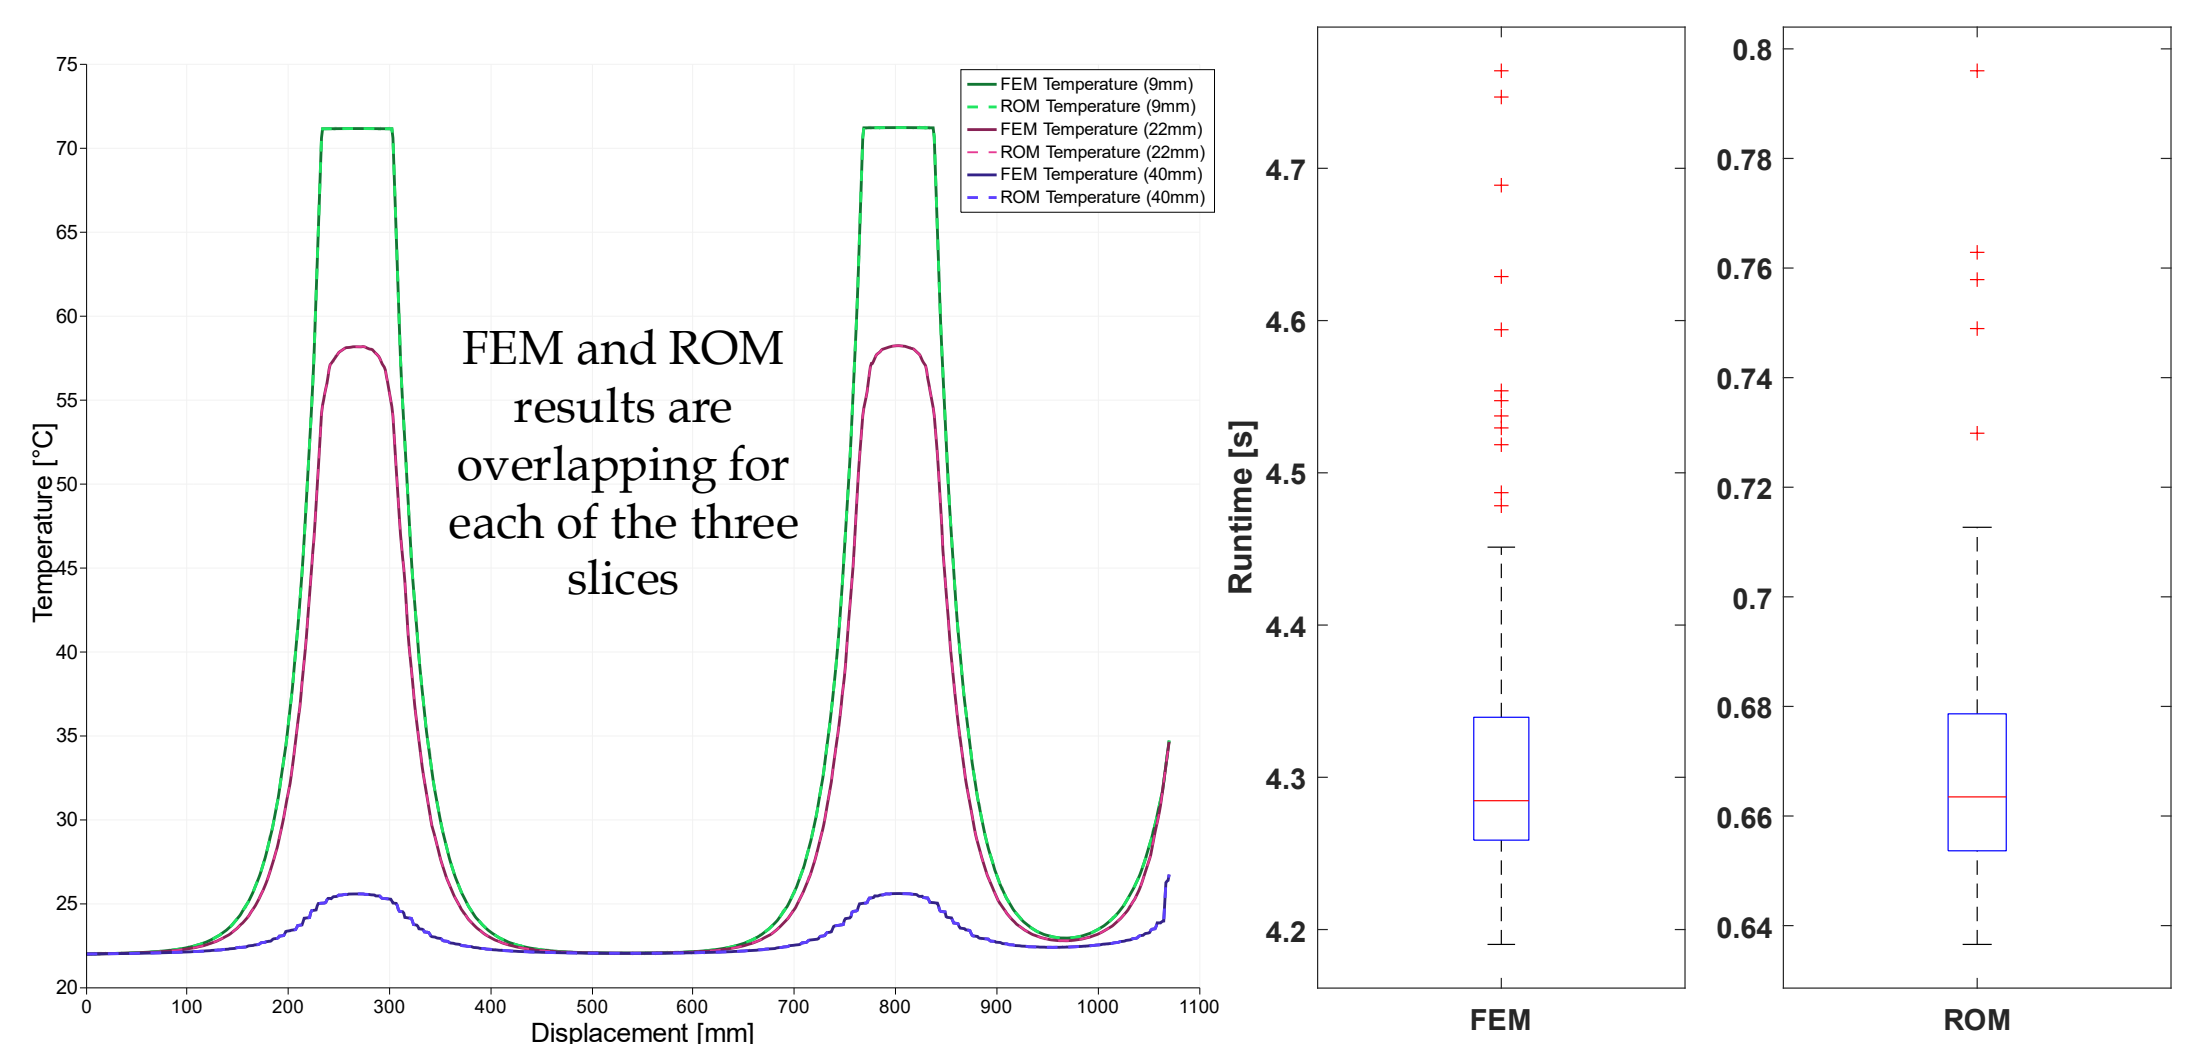 75
70
65
60
55
50
45
40
35
30
25
20
Temperature [°C]
0 100 200 300 400 500 600 700 800 900 1000 1100
Displacement [mm]
FEM Temperature (9mm)
ROM Temperature (9mm)
FEM Temperature (22mm)
ROM Temperature (22mm)
FEM Temperature (40mm)
ROM Temperature (40mm)
FEM and ROM
results are
overlapping for
each of the three
slices
Runtime [s]
4.7
4.6
4.5
4.4
4.3
4.2
FEM
0.8
0.78
0.76
0.74
0.72
0.7
0.68
0.66
0.64
ROM